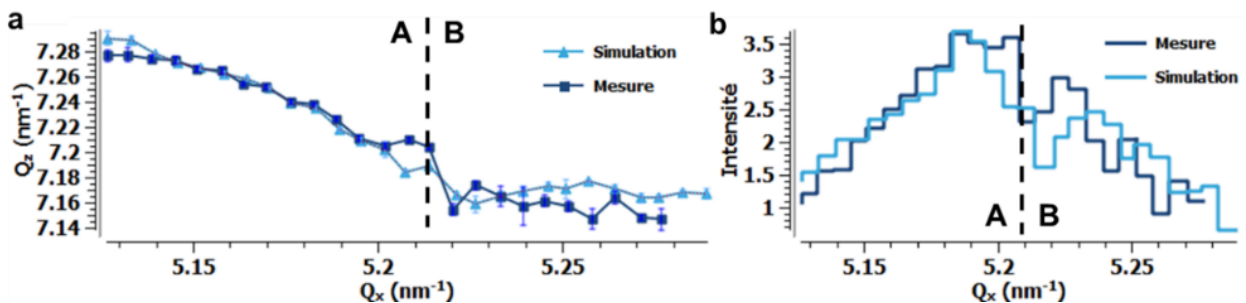 a
A B
Simulation
Mesure
Qz (nm⁻¹)
7.28
7.26
7.24
7.22
7.2
7.18
7.16
7.14
5.15 5.2 5.25
Qx (nm⁻¹)
b
Mesure
Simulation
Intensité
3.5
3
2.5
2
1.5
1
A B
5.15 5.2 5.25
Qx (nm⁻¹)